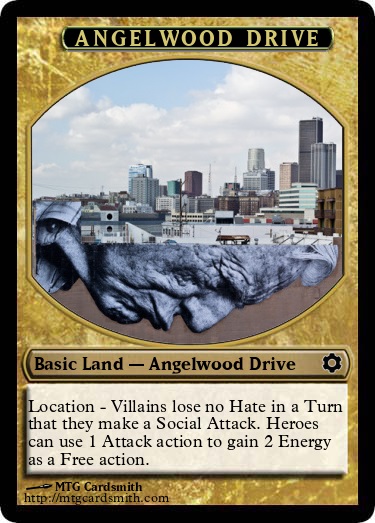 ANGELWOOD DRIVE
Basic Land — Angelwood Drive
Location - Villains lose no Hate in a Turn
that they make a Social Attack. Heroes
can use 1 Attack action to gain 2 Energy
as a Free action.
MTG Cardsmith
http://mtgcardsmith.com